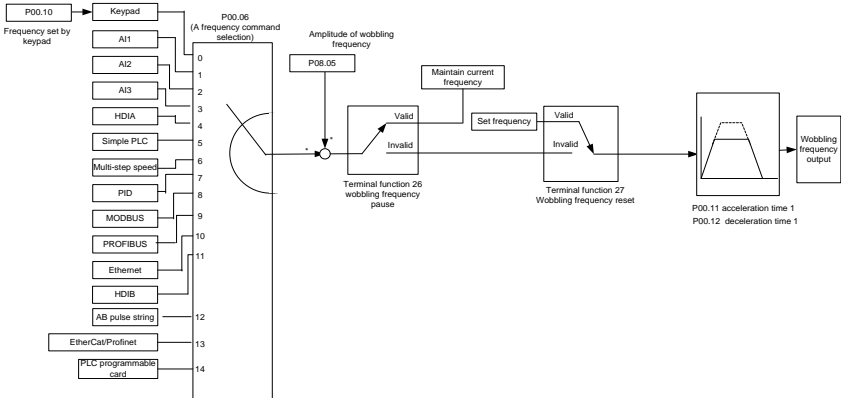 P00.10
Frequency set by
keypad
Keypad
AI1
AI2
AI3
HDIA
Simple PLC
Multi-step speed
PID
MODBUS
PROFIBUS
Ethernet
HDIB
AB pulse string
EtherCat/Profinet
PLC programmable
card
P00.06
(A frequency command
selection)
0
1
2
3
4
5
6
7
8
9
10
11
12
13
14
Amplitude of wobbling
frequency
P08.05
*
*
Maintain current
frequency
Valid
Invalid
Terminal function 26
wobbling frequency
pause
Set frequency
Valid
Invalid
Terminal function 27
Wobbling frequency reset
P00.11 acceleration time 1
P00.12 deceleration time 1
Wobbling
frequency
output